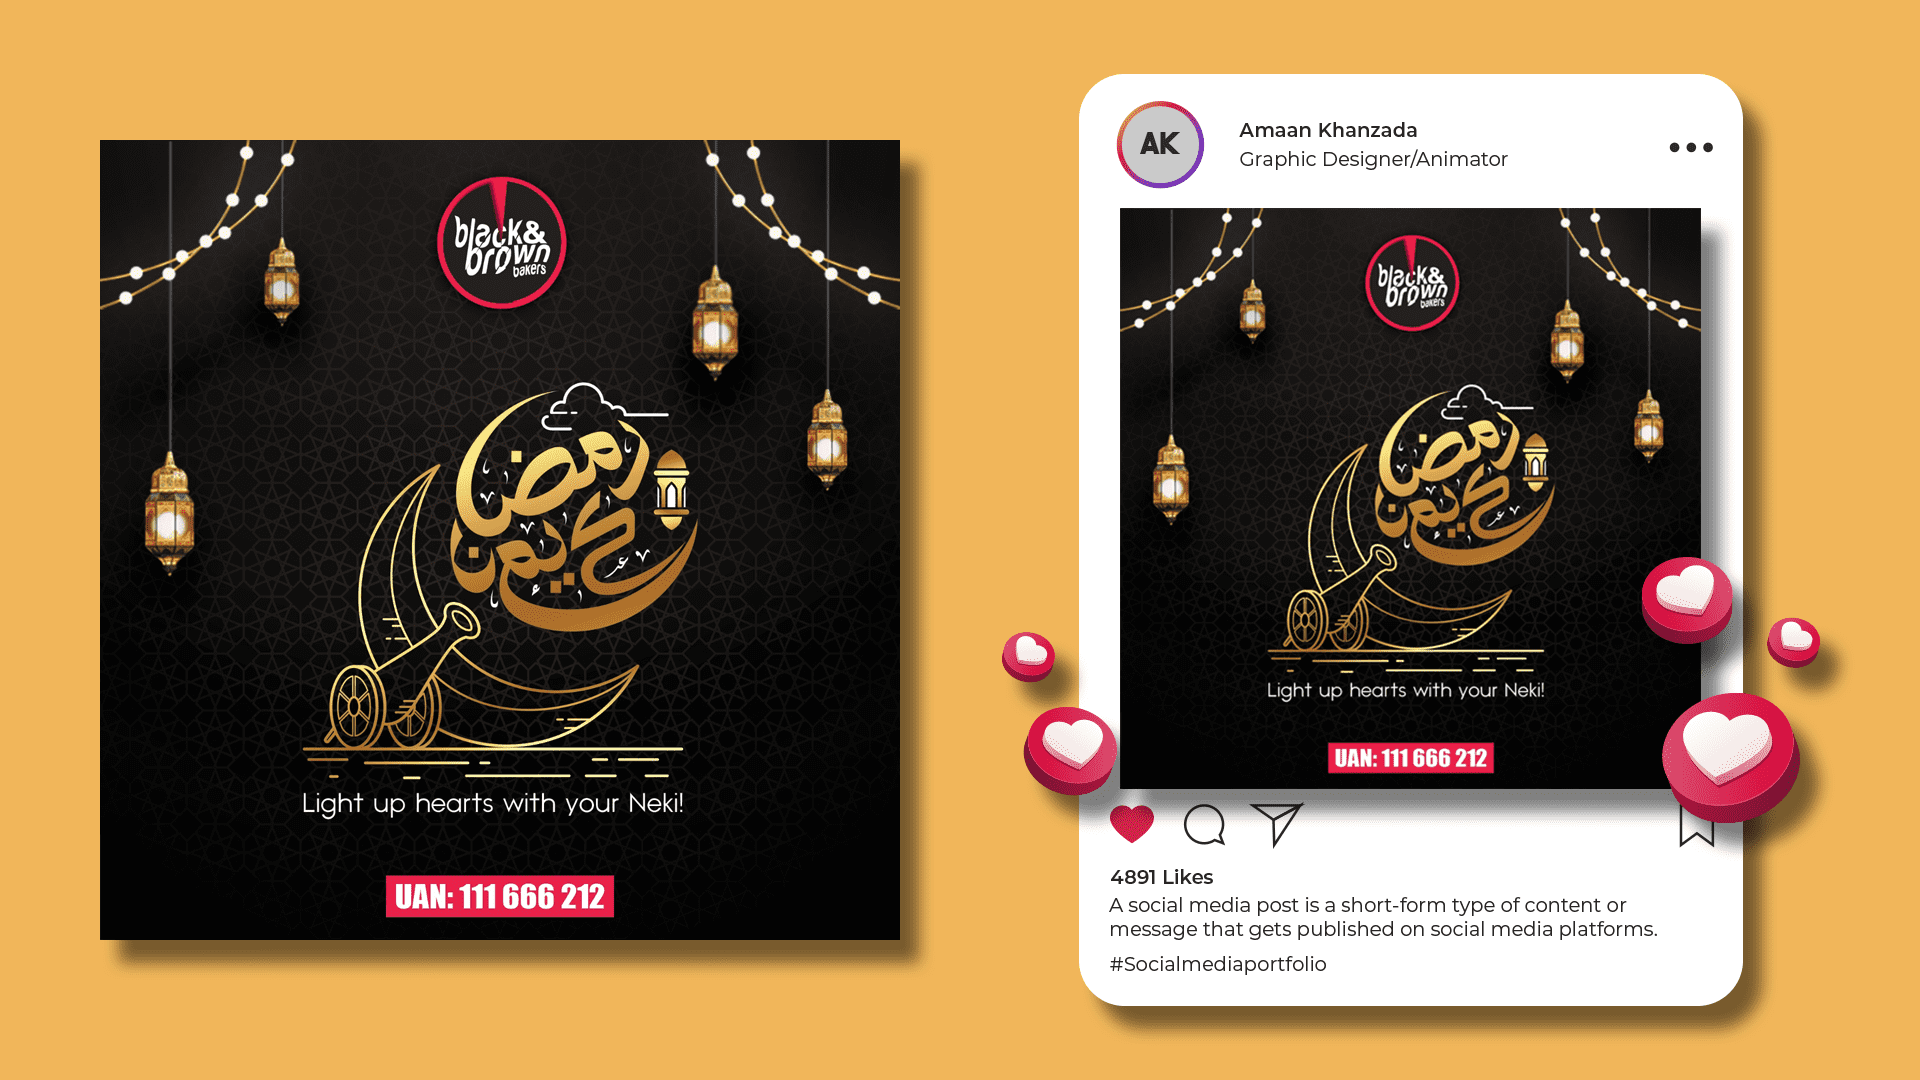 black&
brown
bakers
رمضان
كريم
Light up hearts with your Neki!
UAN: 111 666 212
AK
Amaan Khanzada
Graphic Designer/Animator
black&
brown
bakers
رمضان
كريم
Light up hearts with your Neki!
UAN: 111 666 212
4891 Likes
A social media post is a short-form type of content or
message that gets published on social media platforms.
#Socialmediaportfolio